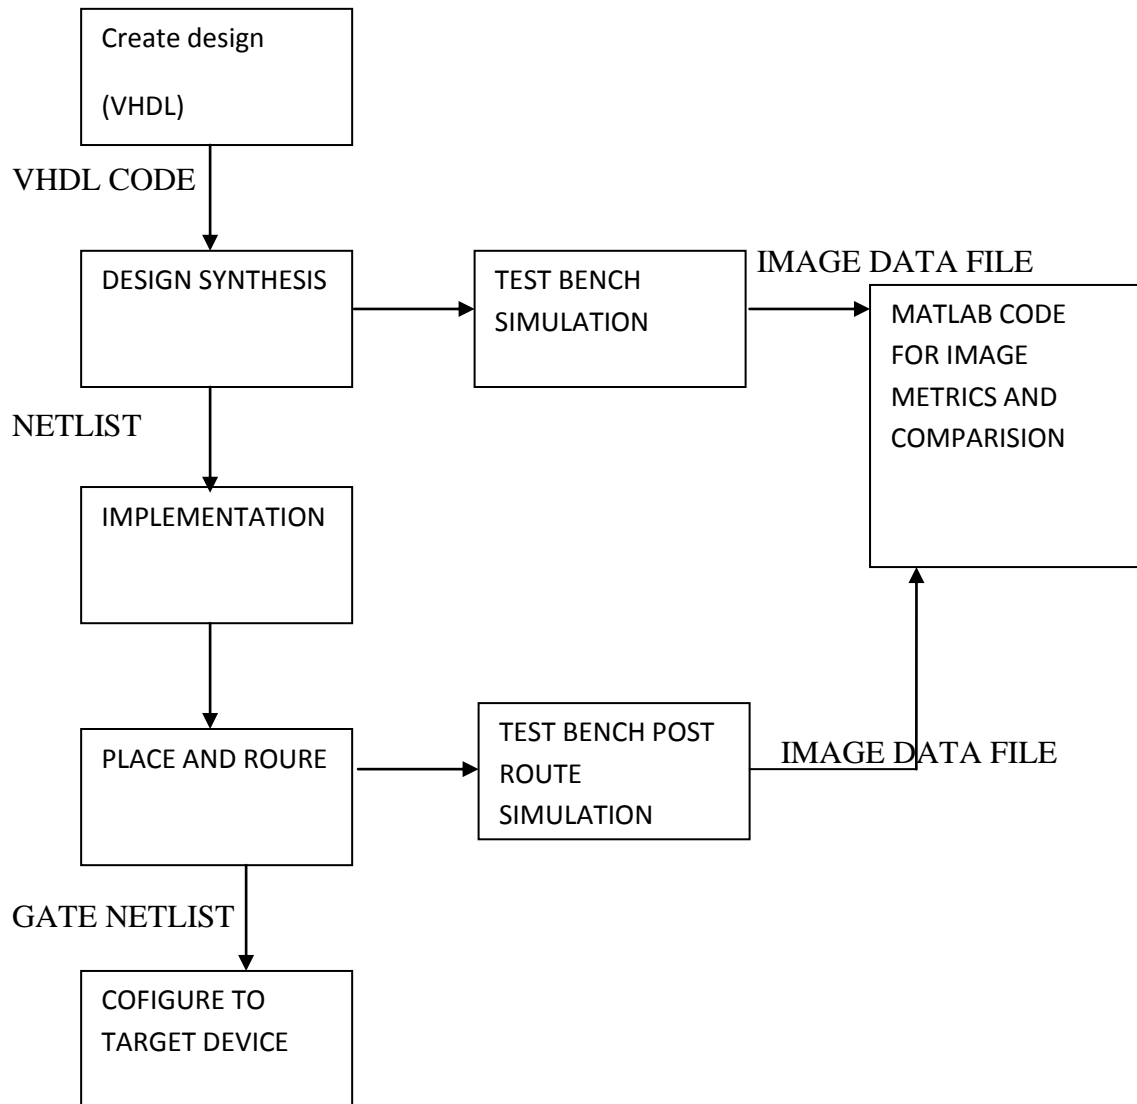 Create design
(VHDL)
VHDL CODE
DESIGN SYNTHESIS
TEST BENCH
SIMULATION
IMAGE DATA FILE
MATLAB CODE
FOR IMAGE
METRICS AND
COMPARISION
NETLIST
IMPLEMENTATION
PLACE AND ROURE
TEST BENCH POST
ROUTE
SIMULATION
IMAGE DATA FILE
GATE NETLIST
COFIGURE TO
TARGET DEVICE